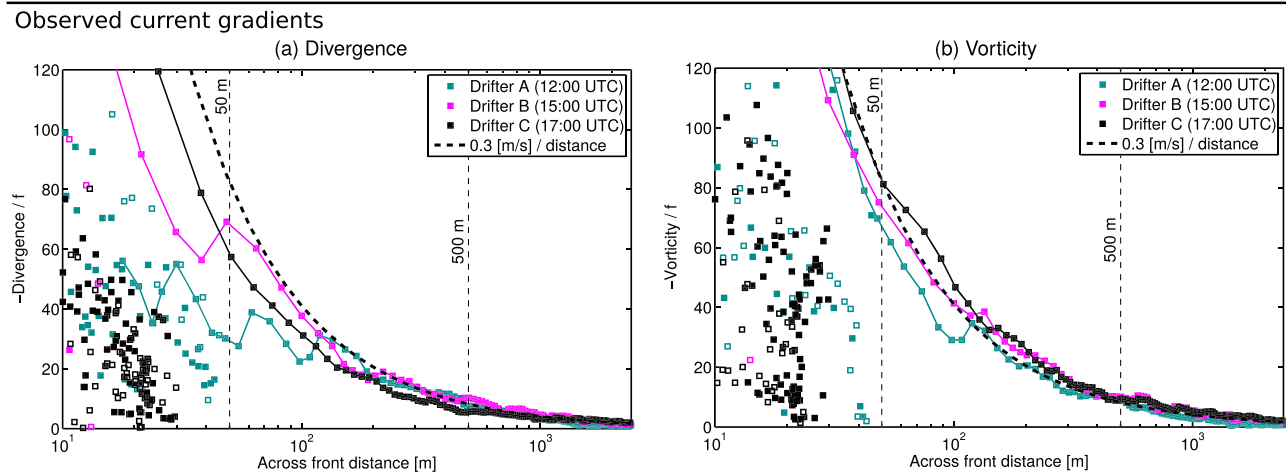 Observed current gradients
(a) Divergence
120
100
80
60
40
20
0
10^1
10^2
10^3
−Divergence / f
Across front distance [m]
50 m
500 m
Drifter A (12:00 UTC)
Drifter B (15:00 UTC)
Drifter C (17:00 UTC)
0.3 [m/s] / distance
(b) Vorticity
120
100
80
60
40
20
0
10^1
10^2
10^3
−Vorticity / f
Across front distance [m]
50 m
500 m
Drifter A (12:00 UTC)
Drifter B (15:00 UTC)
Drifter C (17:00 UTC)
0.3 [m/s] / distance